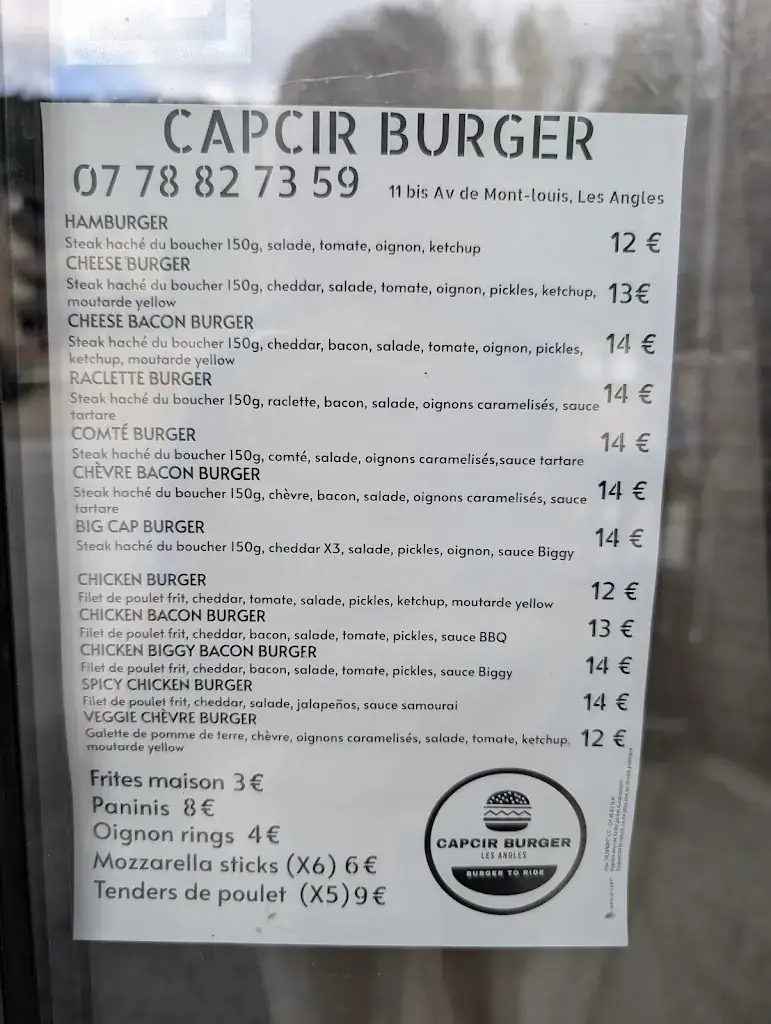 CAPCIR BURGER
07 78 82 73 59 11 bis Av de Mont-louis, Les Angles
HAMBURGER
Steak haché du boucher 150g, salade, tomate, oignon, ketchup 12 €
CHEESE BURGER
Steak haché du boucher 150g, cheddar, salade, tomate, oignon, pickles, ketchup, 13€
moutarde yellow
CHEESE BACON BURGER
Steak haché du boucher 150g, cheddar, bacon, salade, tomate, oignon, pickles, 14 €
ketchup, moutarde yellow
RACLETTE BURGER
Steak haché du boucher 150g, raclette, bacon, salade, oignons caramelisés, sauce 14 €
tartare
COMTÉ BURGER
Steak haché du boucher 150g, comté, salade, oignons caramelisés,sauce tartare 14 €
CHÈVRE BACON BURGER
Steak haché du boucher 150g, chèvre, bacon, salade, oignons caramelisés, sauce 14 €
tartare
BIG CAP BURGER
Steak haché du boucher 150g, cheddar X3, salade, pickles, oignon, sauce Biggy 14 €
CHICKEN BURGER
Filet de poulet frit, cheddar, tomate, salade, pickles, ketchup, moutarde yellow 12 €
CHICKEN BACON BURGER
Filet de poulet frit, cheddar, bacon, salade, tomate, pickles, sauce BBQ 13 €
CHICKEN BIGGY BACON BURGER
Filet de poulet frit, cheddar, bacon, salade, tomate, pickles, sauce Biggy 14 €
SPICY CHICKEN BURGER
Filet de poulet frit, cheddar, salade, jalapeños, sauce samourai 14 €
VEGGIE CHÈVRE BURGER
Galette de pomme de terre, chèvre, oignons caramelisés, salade, tomate, ketchup, 12 €
moutarde yellow
Frites maison 3€
Paninis 8€
Oignon rings 4€
Mozzarella sticks (X6) 6€
Tenders de poulet (X5)9€
CAPCIR BURGER
LES ANGLES
BURGER TO RIDE